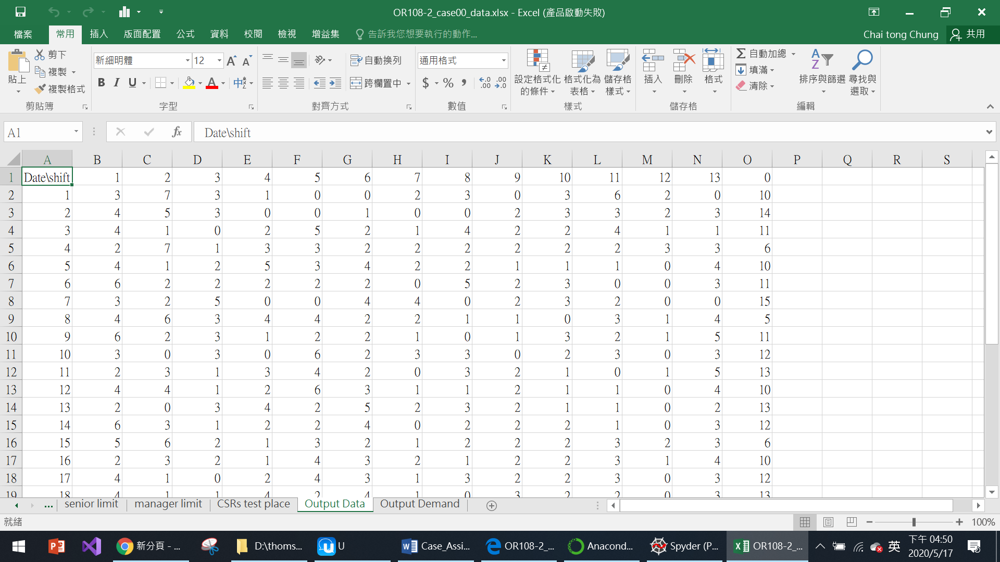 OR108-2_case00_data.xlsx - Excel (產品啟動失敗)
檔案 常用 插入 版面配置 公式 資料 校閱 檢視 增益集 告訴我您想要執行的動作... Chai tong Chung 共用
貼上 剪下 複製 複製格式 剪貼簿
新細明體 12 A A B I U A 中 字型
自動換列 跨欄置中 對齊方式
通用格式 $ % , .00 .0 數值
設定格式化的條件 格式化為表格 儲存格樣式 樣式
插入 刪除 格式 儲存格
Σ 自動加總 填滿 清除 排序與篩選 尋找與選取 編輯
A1 fx Date\shift
A B C D E F G H I J K L M N O P Q R S
1 Date\shift 1 2 3 4 5 6 7 8 9 10 11 12 13 0
2 1 3 7 3 1 0 0 2 3 0 3 6 2 0 10
3 2 4 5 3 0 0 1 0 0 2 3 3 2 3 14
4 3 4 1 0 2 5 2 1 4 2 2 4 1 1 11
5 4 2 7 1 3 3 2 2 2 2 2 2 3 3 6
6 5 4 1 2 5 3 4 2 2 1 1 1 0 4 10
7 6 6 2 2 2 2 2 0 5 2 3 0 0 3 11
8 7 3 2 5 0 0 4 4 0 2 3 2 0 0 15
9 8 4 6 3 4 4 2 2 1 1 0 3 1 4 5
10 9 6 2 3 1 2 2 1 0 1 3 2 1 5 11
11 10 3 0 3 0 6 2 3 3 0 2 3 0 3 12
12 11 2 3 1 3 4 2 0 3 2 1 0 1 5 13
13 12 4 4 1 2 6 3 1 1 2 1 1 0 4 10
14 13 2 0 3 4 2 5 2 3 2 1 1 0 2 13
15 14 6 3 1 2 2 4 0 2 2 2 1 0 3 12
16 15 5 6 2 1 3 2 1 2 2 2 3 2 3 6
17 16 2 3 2 1 4 3 2 1 2 2 3 1 4 10
18 17 4 1 0 2 4 3 1 3 2 2 3 0 3 12
19 18 4 1 1 4 2 4 1 0 3 2 2 0 3 13
... senior limit manager limit CSRs test place Output Data Output Demand
就緒 100%
新分頁 - ... D:\thoms... U Case_Assi... OR108-2_... Anacond... Spyder (P... OR108-2_... 英 下午 04:50
2020/5/17